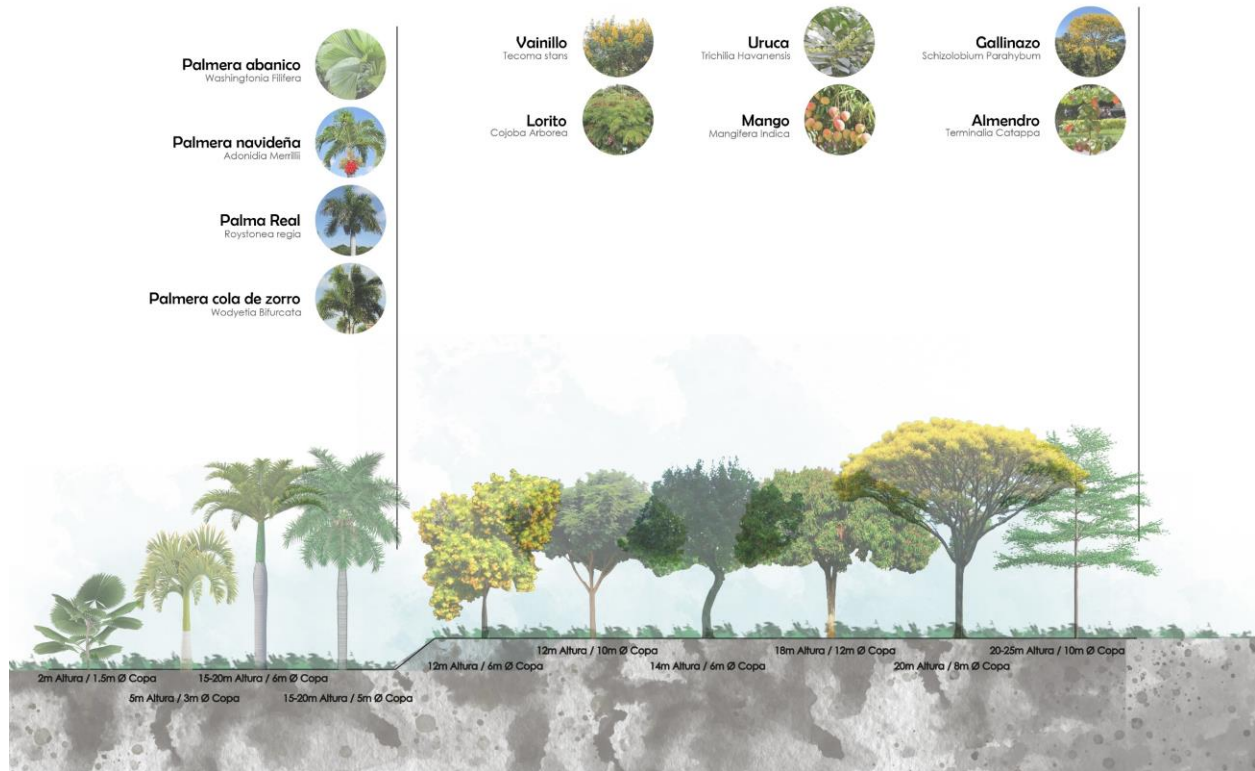 Palmera abanico
Washingtonia Filifera
Palmera navideña
Adonidia Merrillii
Palma Real
Roystonea regia
Palmera cola de zorro
Wodyetia Bifurcata
Vainillo
Tecoma stans
Lorito
Cojoba Arborea
Uruca
Trichilia Havanensis
Mango
Mangifera Indica
Gallinazo
Schizolobium Parahybum
Almendro
Terminalia Catappa
2m Altura / 1.5m Ø Copa
5m Altura / 3m Ø Copa
15-20m Altura / 6m Ø Copa
15-20m Altura / 5m Ø Copa
12m Altura / 6m Ø Copa
12m Altura / 10m Ø Copa
14m Altura / 6m Ø Copa
18m Altura / 12m Ø Copa
20m Altura / 8m Ø Copa
20-25m Altura / 10m Ø Copa